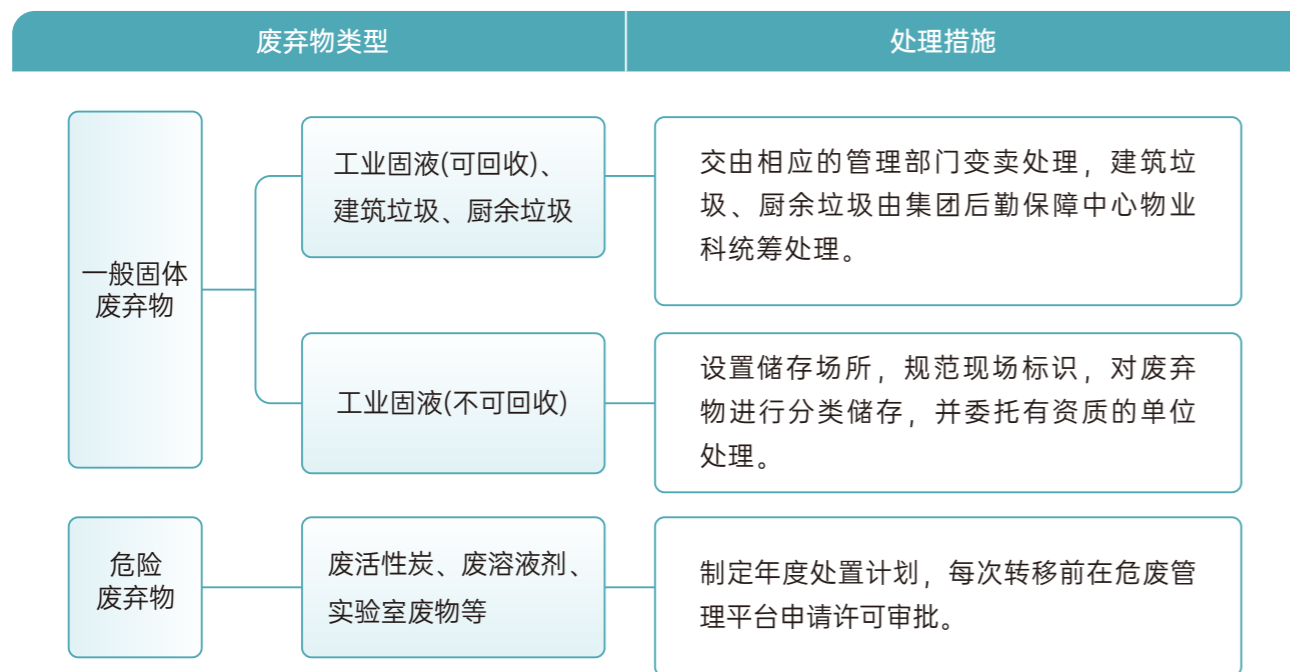 废弃物类型
处理措施
一般固体
废弃物
工业固液(可回收)、
建筑垃圾、厨余垃圾
交由相应的管理部门变卖处理，建筑垃
圾、厨余垃圾由集团后勤保障中心物业
科统筹处理。
工业固液(不可回收)
设置储存场所，规范现场标识，对废弃
物进行分类储存，并委托有资质的单位
处理。
危险
废弃物
废活性炭、废溶液剂、
实验室废物等
制定年度处置计划，每次转移前在危废管
理平台申请许可审批。